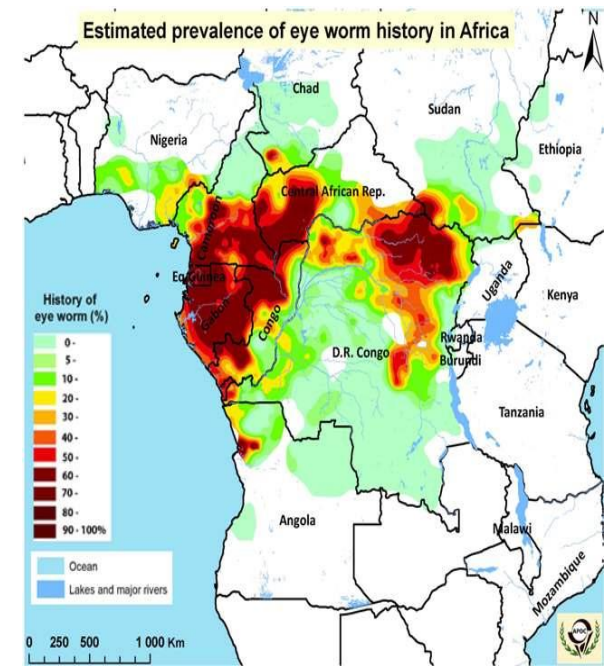 Estimated prevalence of eye worm history in Africa
N
Chad
Sudan
Nigeria
Ethiopia
Central African Rep.
Cameroon
Eq.Guinea
Gabon
Congo
Uganda
Kenya
D.R. Congo
Rwanda
Burundi
Tanzania
Angola
Malawi
Mozambique
History of
eye worm (%)
0 -
5 -
10 -
20 -
30 -
40 -
50 -
60 -
70 -
80 -
90 - 100%
Ocean
Lakes and major rivers
0 250 500 1 000 Km
APOC